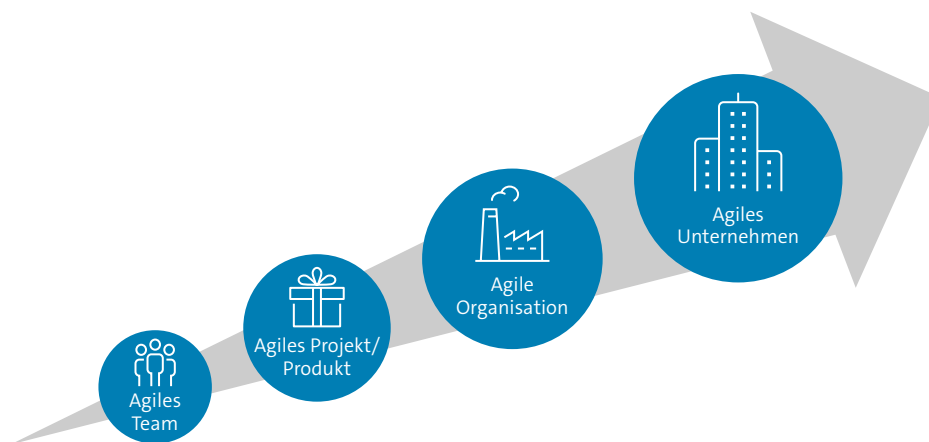 Agiles
Team
Agiles Projekt/
Produkt
Agile
Organisation
Agiles
Unternehmen